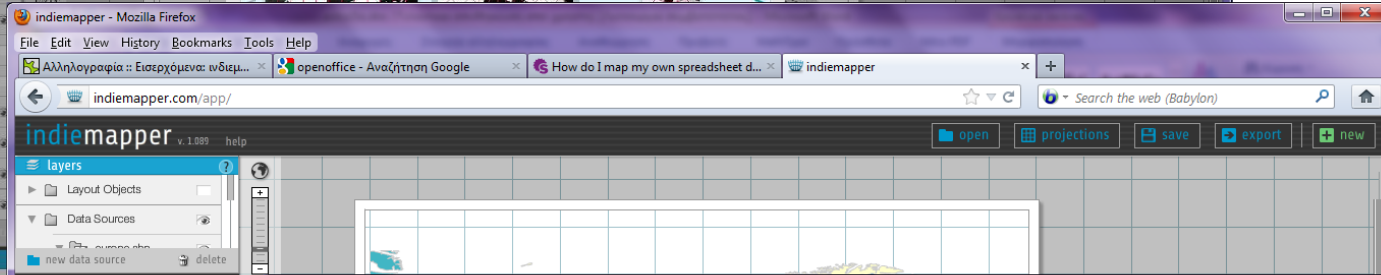 indiemapper - Mozilla Firefox
File Edit View History Bookmarks Tools Help
Αλληλογραφία :: Εισερχόμενα: ινδιεμ... openoffice - Αναζήτηση Google How do I map my own spreadsheet d... indiemapper
indiemapper.com/app/ Search the web (Babylon)
indiemapper v. 1.089 help open projections save export new
layers ?
Layout Objects
Data Sources
europe.shp
new data source delete